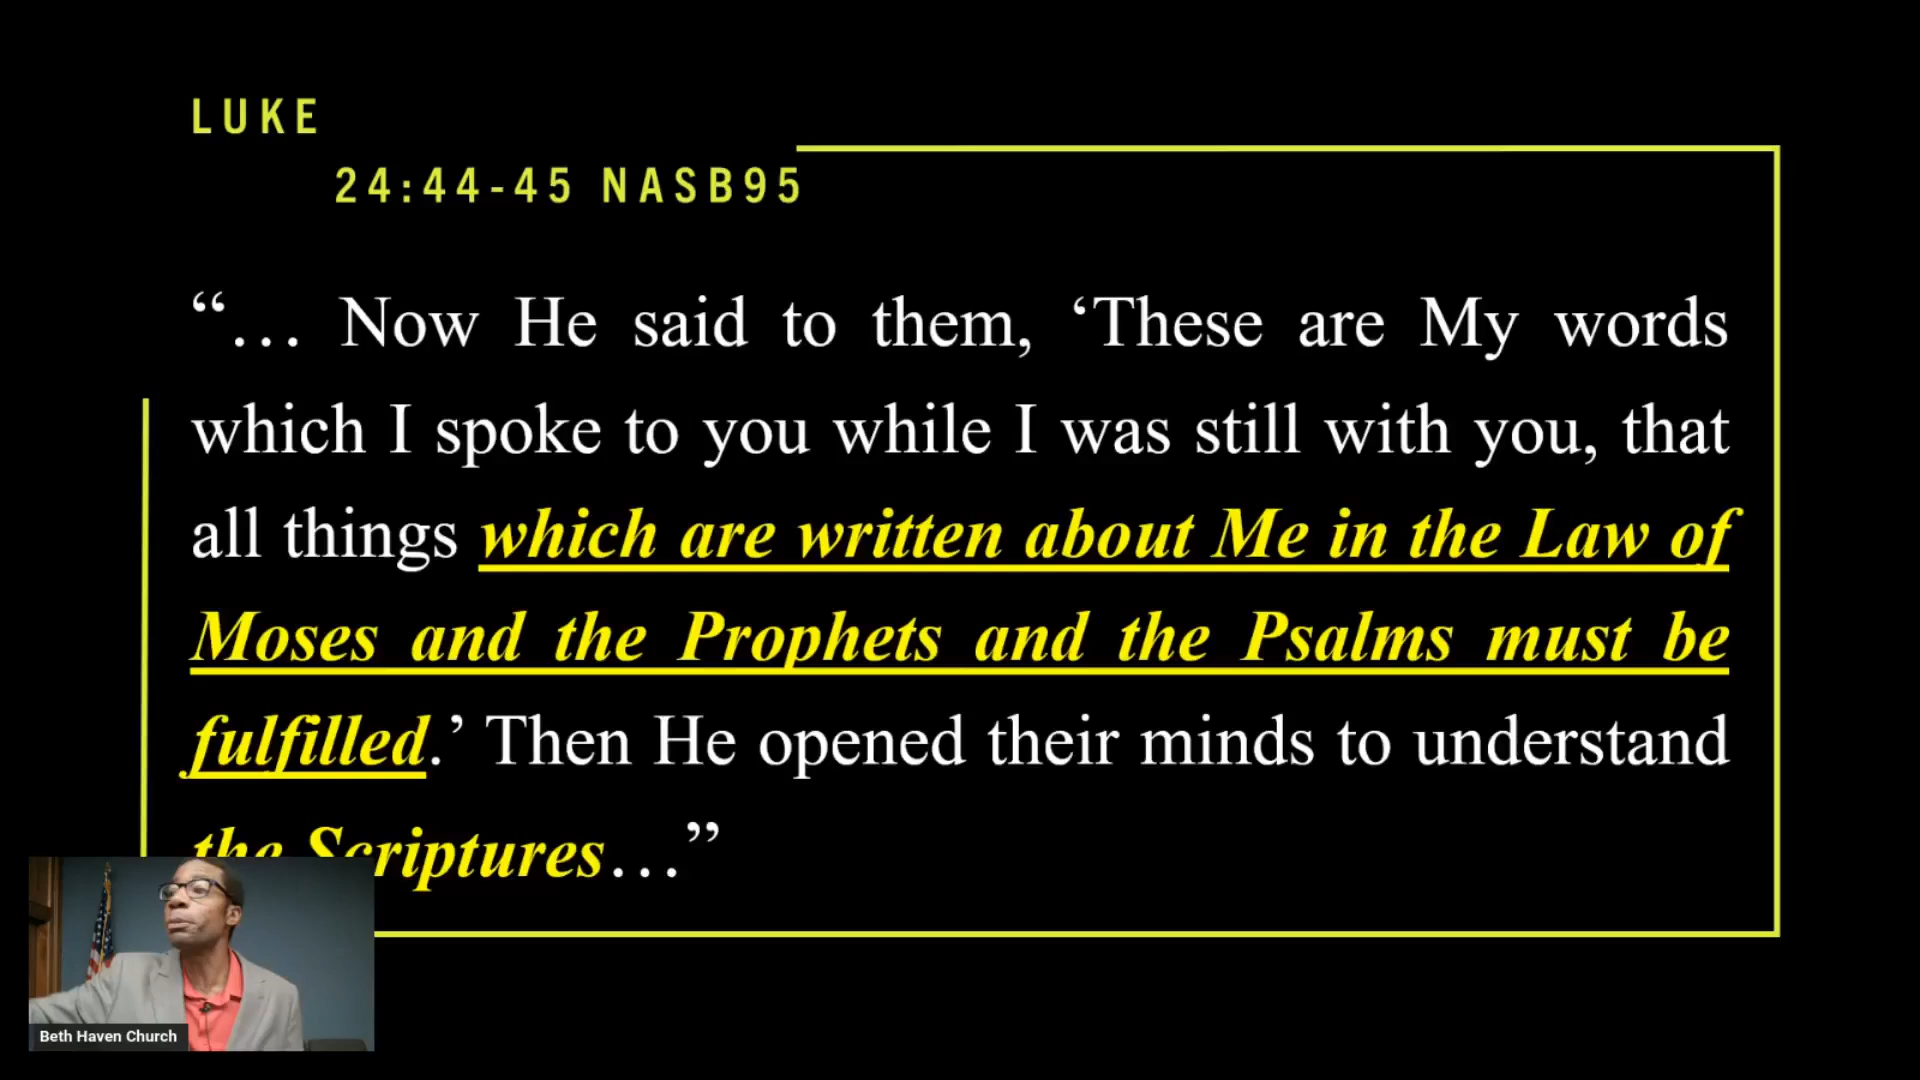 LUKE
24:44-45 NASB95
“… Now He said to them, ‘These are My words
which I spoke to you while I was still with you, that
all things which are written about Me in the Law of
Moses and the Prophets and the Psalms must be
fulfilled.’ Then He opened their minds to understand
the Scriptures…”
Beth Haven Church